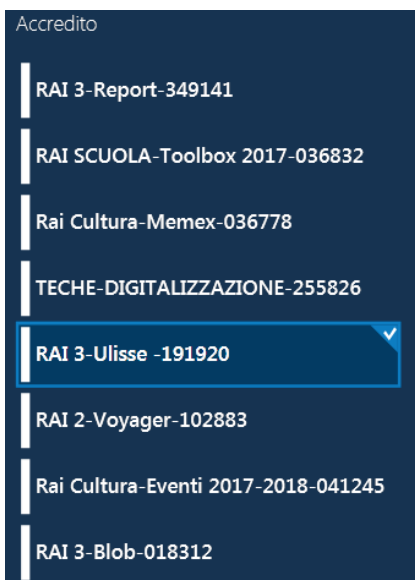 Accredito
RAI 3-Report-349141
RAI SCUOLA-Toolbox 2017-036832
Rai Cultura-Memex-036778
TECHE-DIGITALIZZAZIONE-255826
RAI 3-Ulisse -191920
RAI 2-Voyager-102883
Rai Cultura-Eventi 2017-2018-041245
RAI 3-Blob-018312